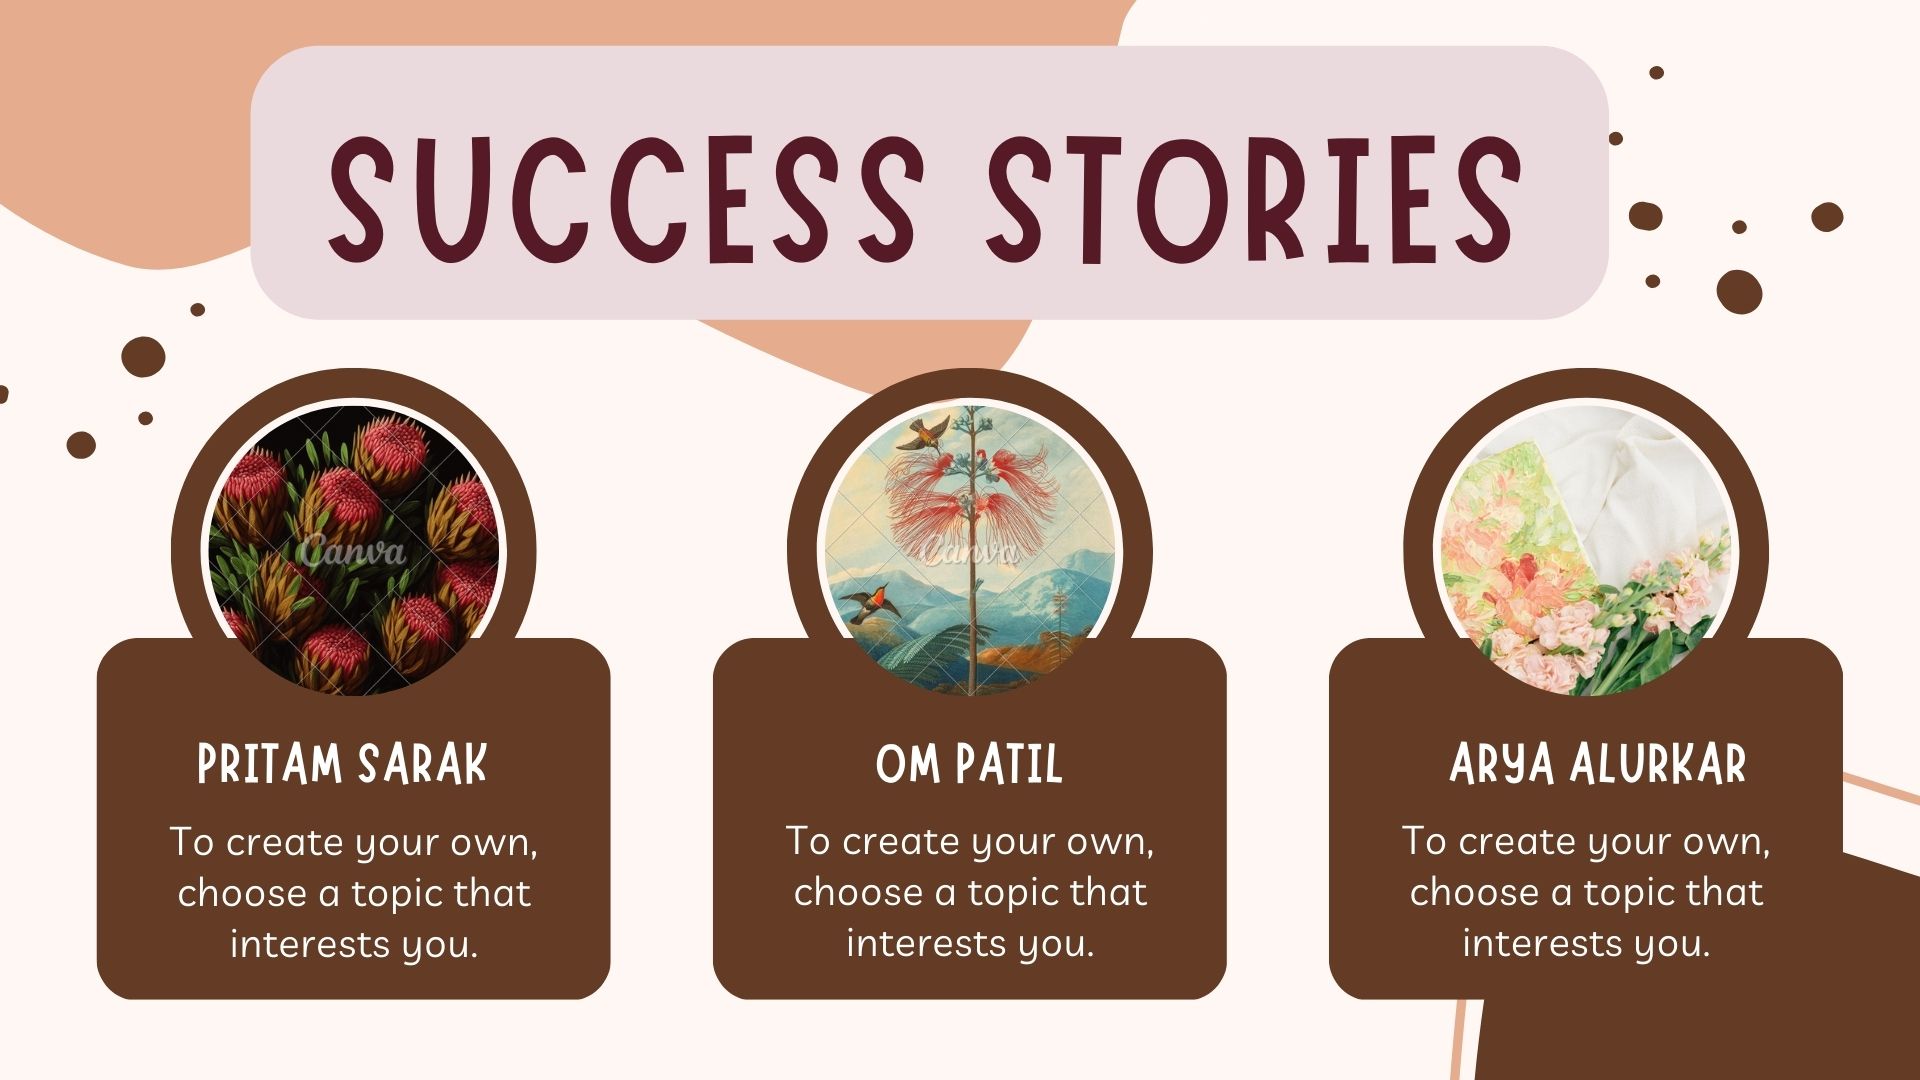 SUCCESS STORIES
Canva
Canva
PRITAM SARAK
To create your own,
choose a topic that
interests you.
OM PATIL
To create your own,
choose a topic that
interests you.
ARYA ALURKAR
To create your own,
choose a topic that
interests you.